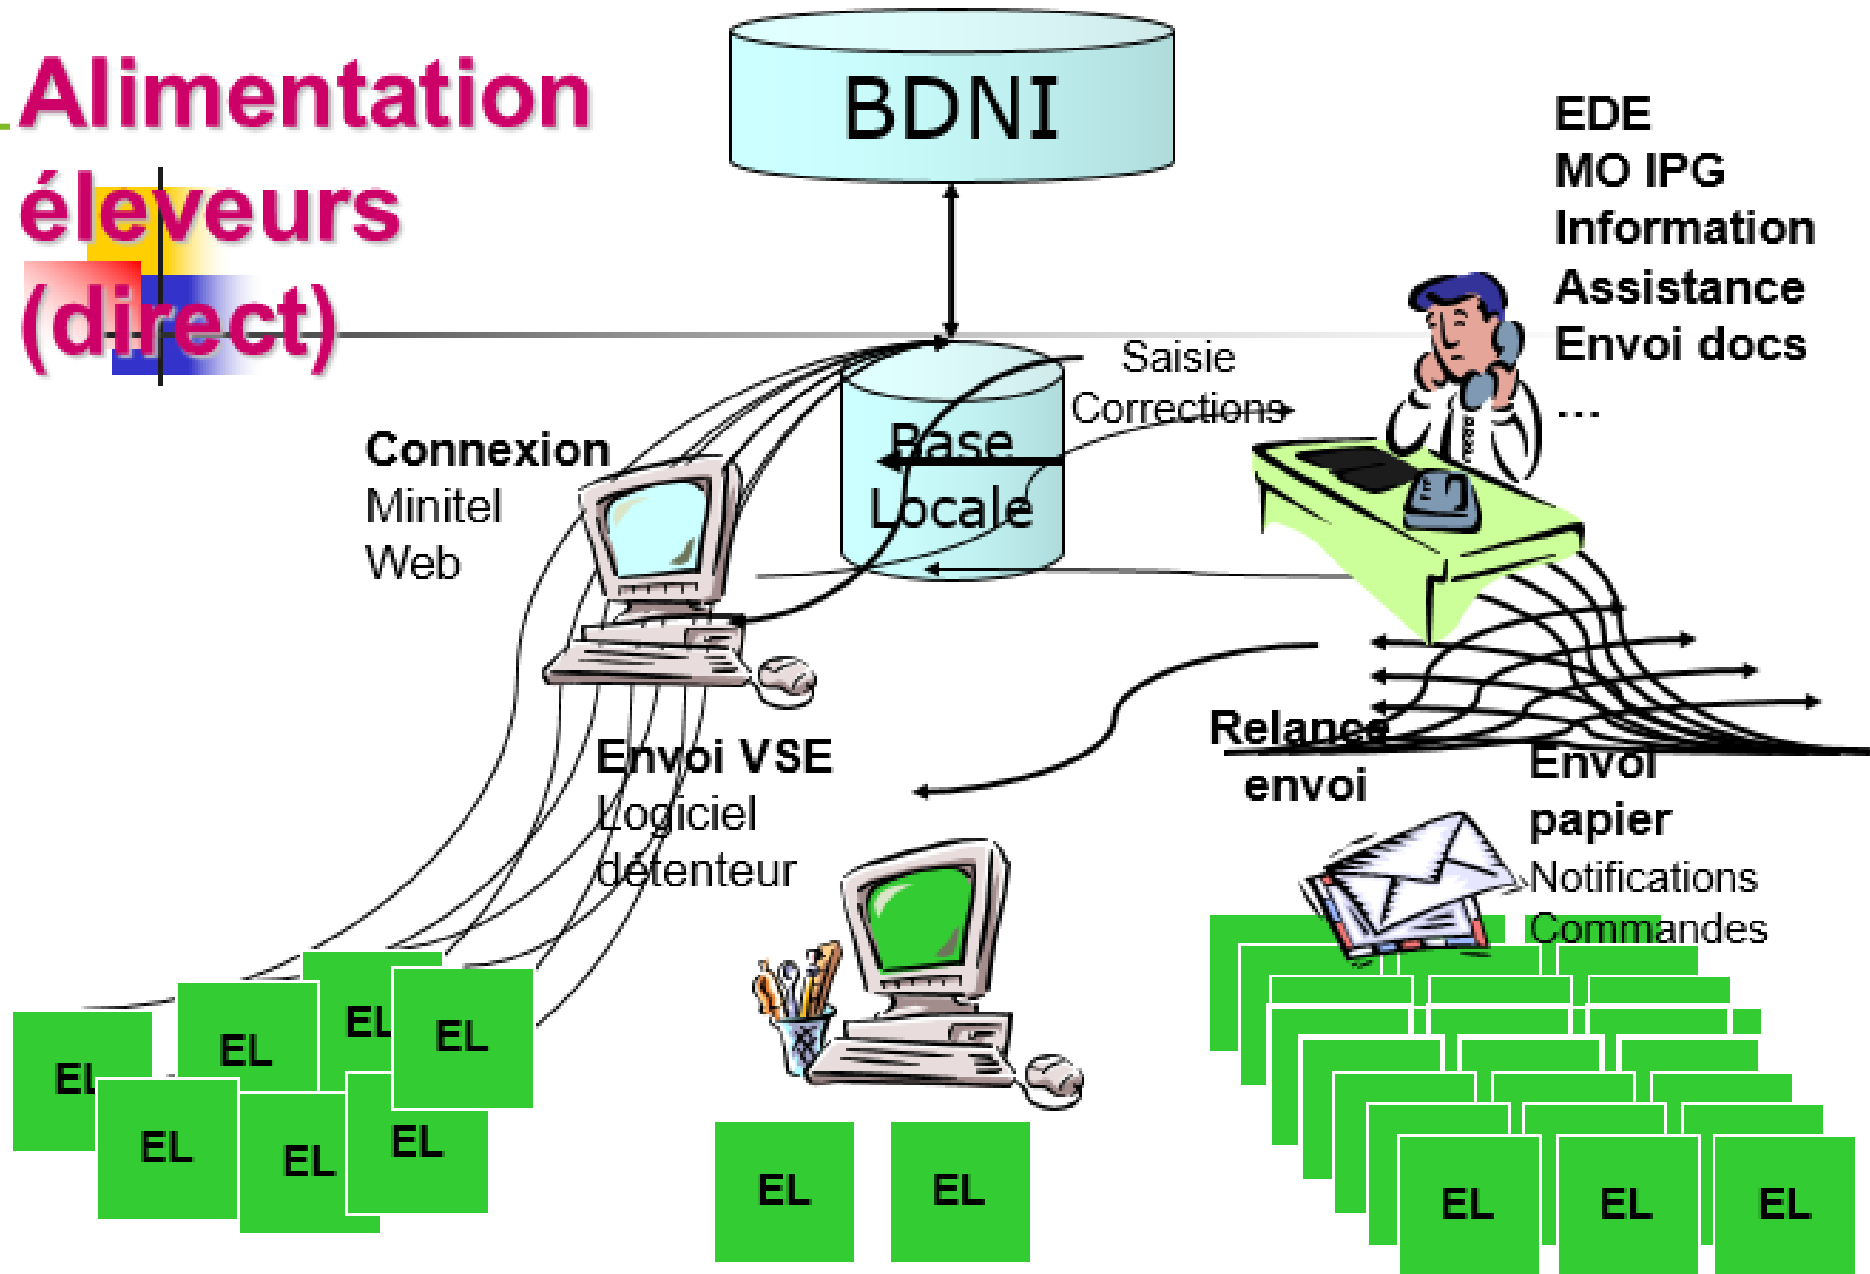 Alimentation
éleveurs
(direct)
BDNI
EDE
MO IPG
Information
Assistance
Envoi docs
...
Saisie
Corrections
Base
Locale
Connexion
Minitel
Web
Envoi VSE
Logiciel
détenteur
Relance
envoi
Envoi
papier
Notifications
Commandes
EL
EL
EL
EL
EL
EL
EL
EL
EL
EL
EL
EL